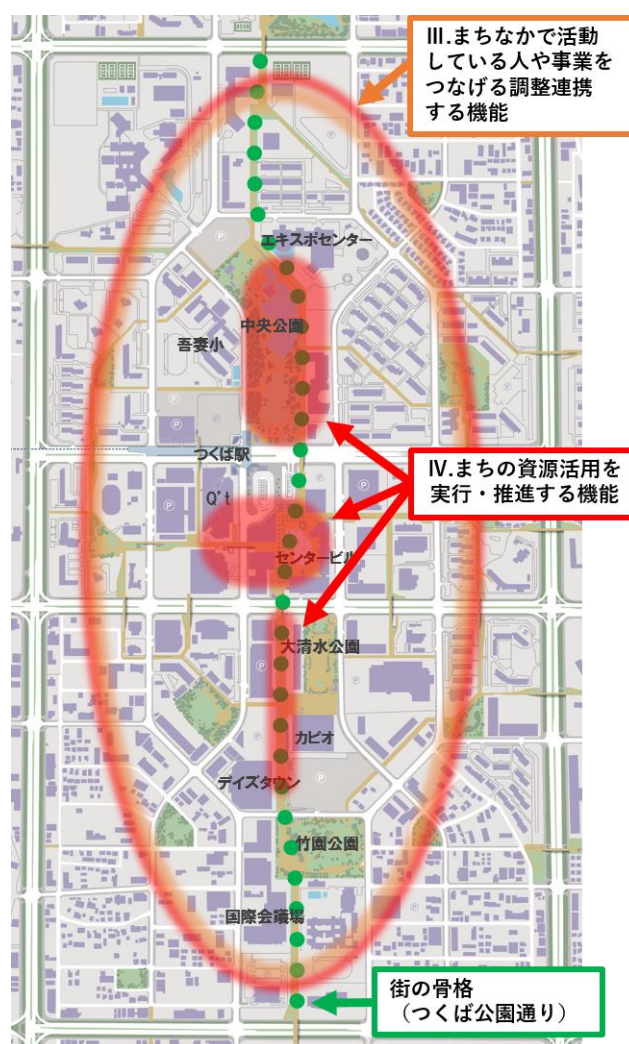 Ⅲ.まちなかで活動
している人や事業を
つなげる調整連携
する機能
エキスポセンター
中央公園
吾妻小
つくば駅
Ⅳ.まちの資源活用を
実行・推進する機能
Q't
センタービル
大清水公園
カピオ
デイズタウン
竹園公園
国際会議場
街の骨格
（つくば公園通り）
P
P
P
P
P
P
P
P